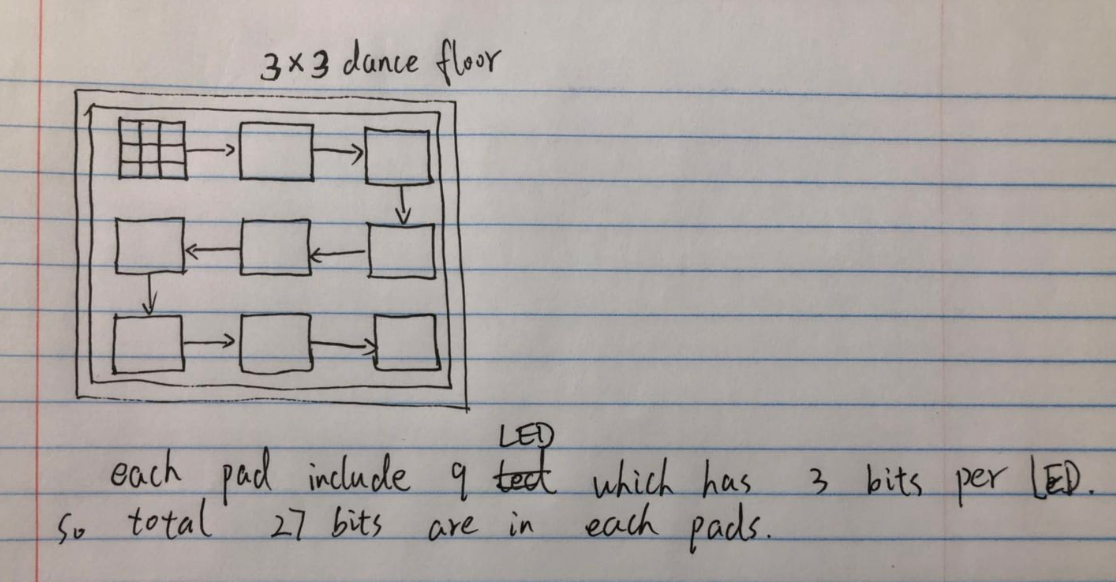 3×3 dance floor
LED
each pad include 9 ted which has 3 bits per LED.
so total 27 bits are in each pads.